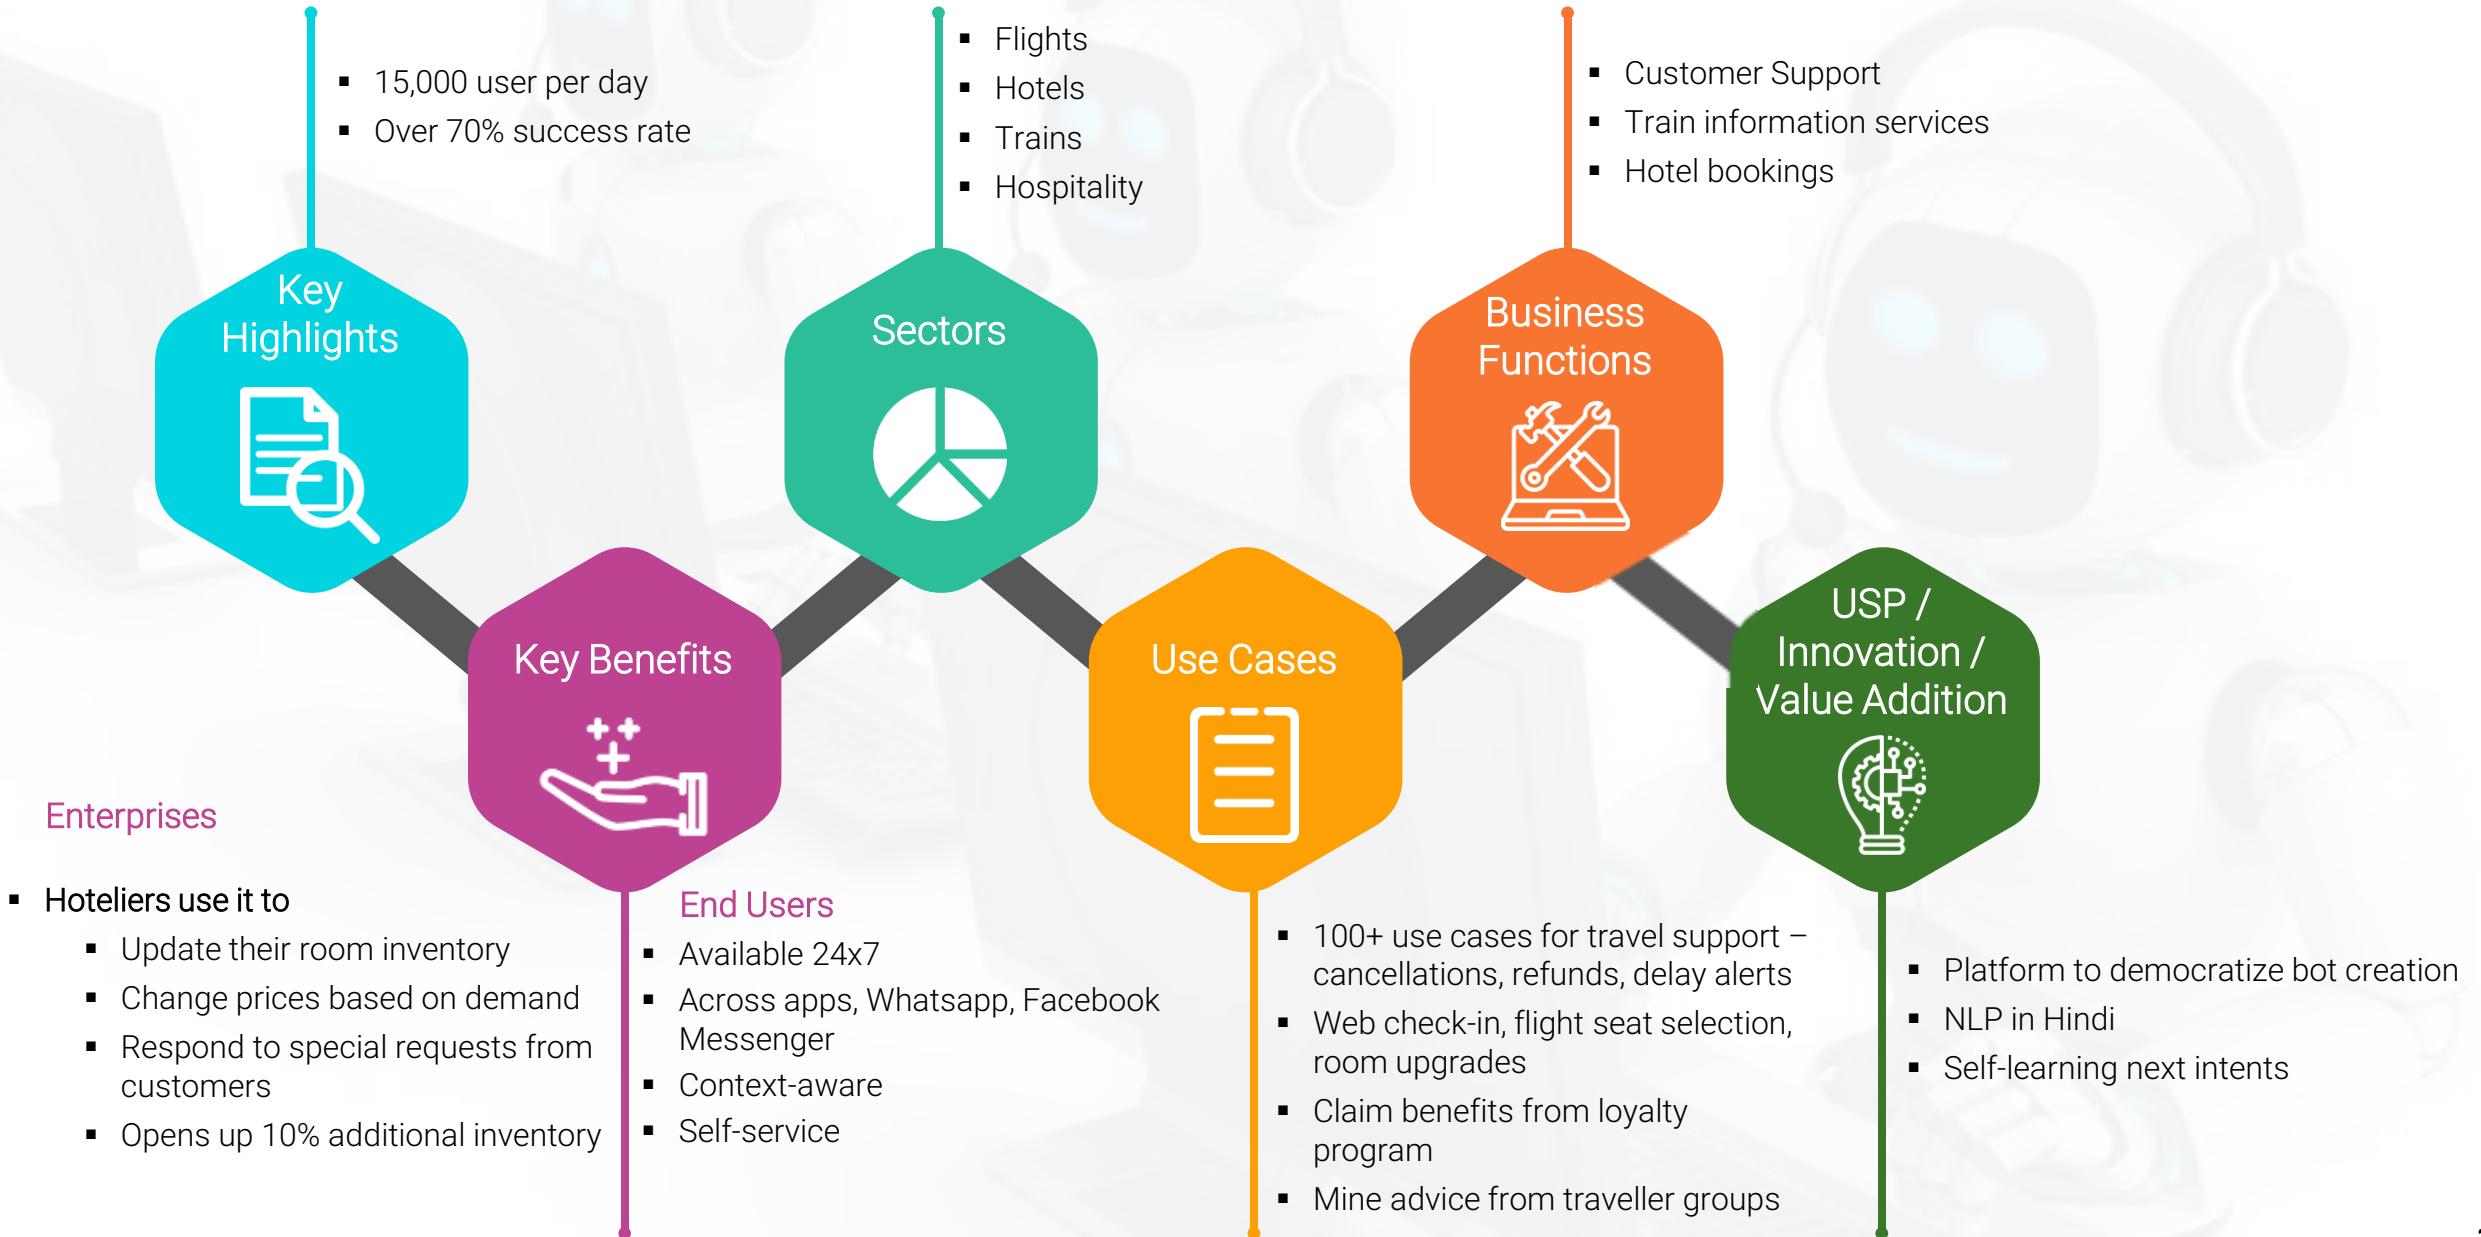 15,000 user per day
Over 70% success rate
Key
Highlights
Flights
Hotels
Trains
Hospitality
Sectors
Customer Support
Train information services
Hotel bookings
Business
Functions
Key Benefits
Enterprises
Hoteliers use it to
Update their room inventory
Change prices based on demand
Respond to special requests from
customers
Opens up 10% additional inventory
End Users
Available 24x7
Across apps, Whatsapp, Facebook
Messenger
Context-aware
Self-service
Use Cases
100+ use cases for travel support –
cancellations, refunds, delay alerts
Web check-in, flight seat selection,
room upgrades
Claim benefits from loyalty
program
Mine advice from traveller groups
USP /
Innovation /
Value Addition
Platform to democratize bot creation
NLP in Hindi
Self-learning next intents